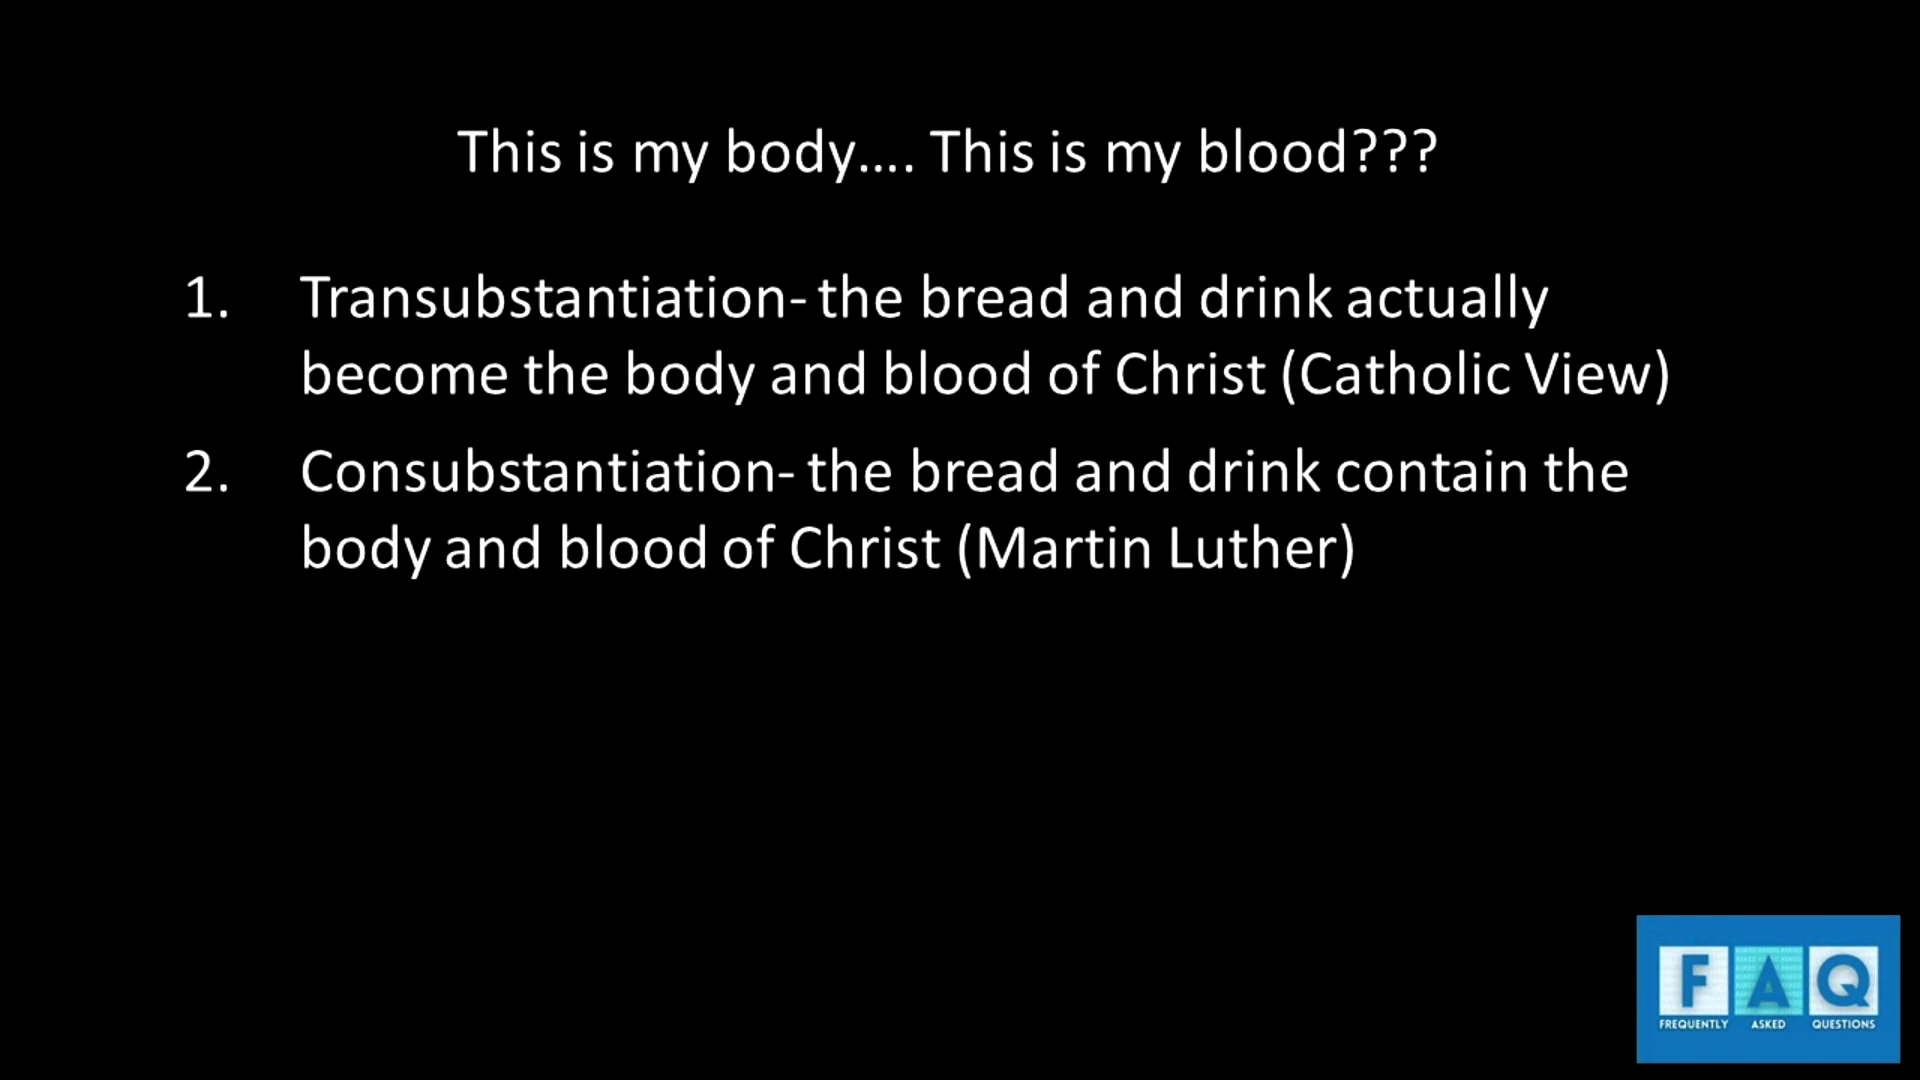 This is my body.... This is my blood???
1. Transubstantiation- the bread and drink actually
become the body and blood of Christ (Catholic View)
2. Consubstantiation- the bread and drink contain the
body and blood of Christ (Martin Luther)
F A Q
FREQUENTLY ASKED QUESTIONS